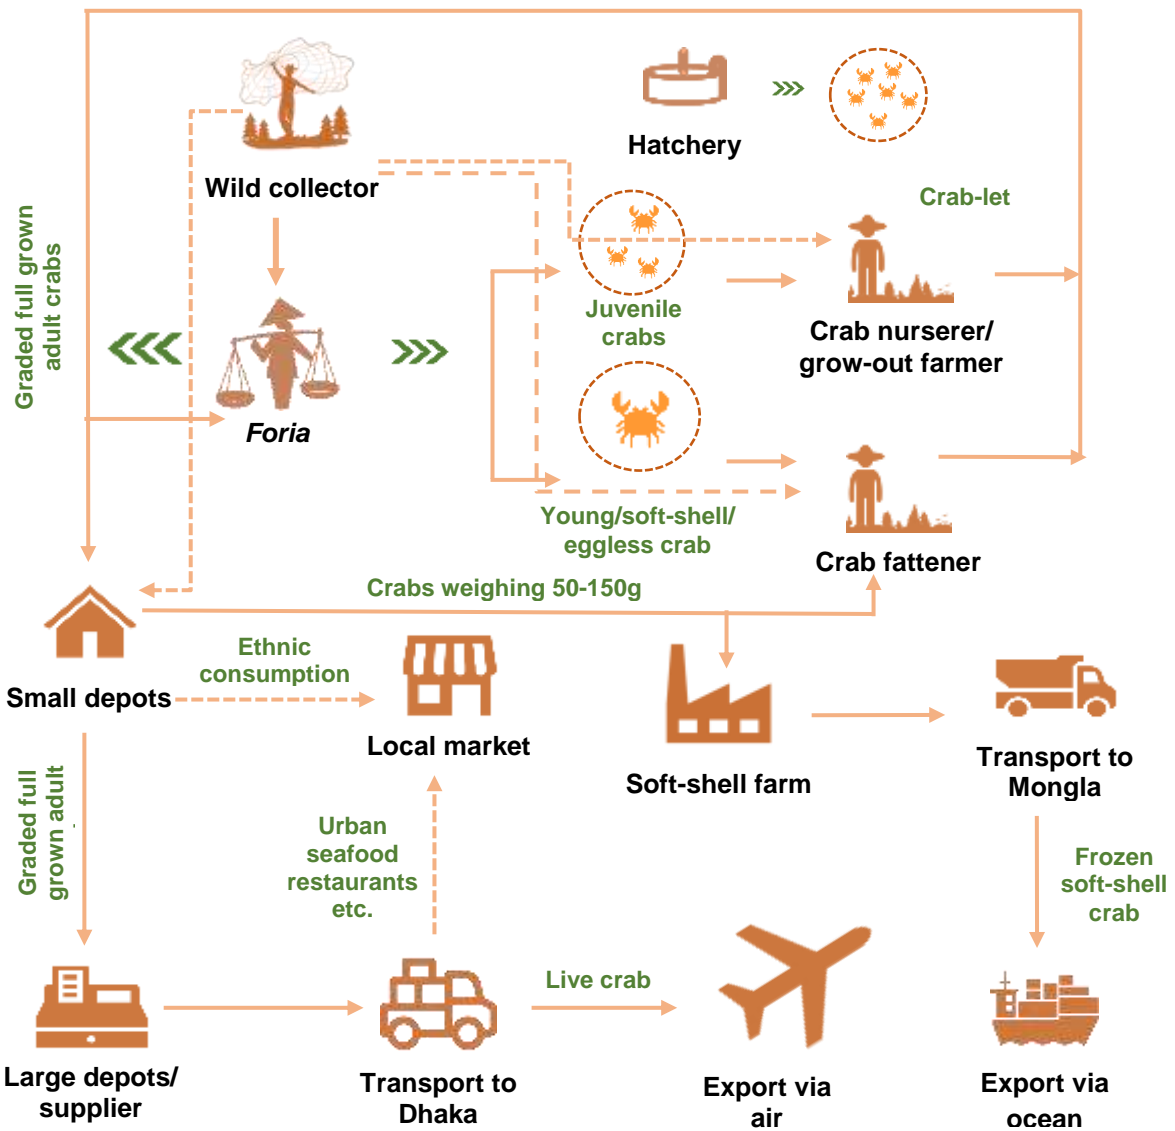 Hatchery
Wild collector
Crab-let
Graded full grown
adult crabs
Juvenile
crabs
Crab nurserer/
grow-out farmer
Foria
Young/soft-shell/
eggless crab
Crab fattener
Crabs weighing 50-150g
Ethnic
consumption
Small depots
Local market
Soft-shell farm
Transport to
Mongla
Graded full
grown adult
Urban
seafood
restaurants
etc.
Frozen
soft-shell
crab
Live crab
Large depots/
supplier
Transport to
Dhaka
Export via
air
Export via
ocean